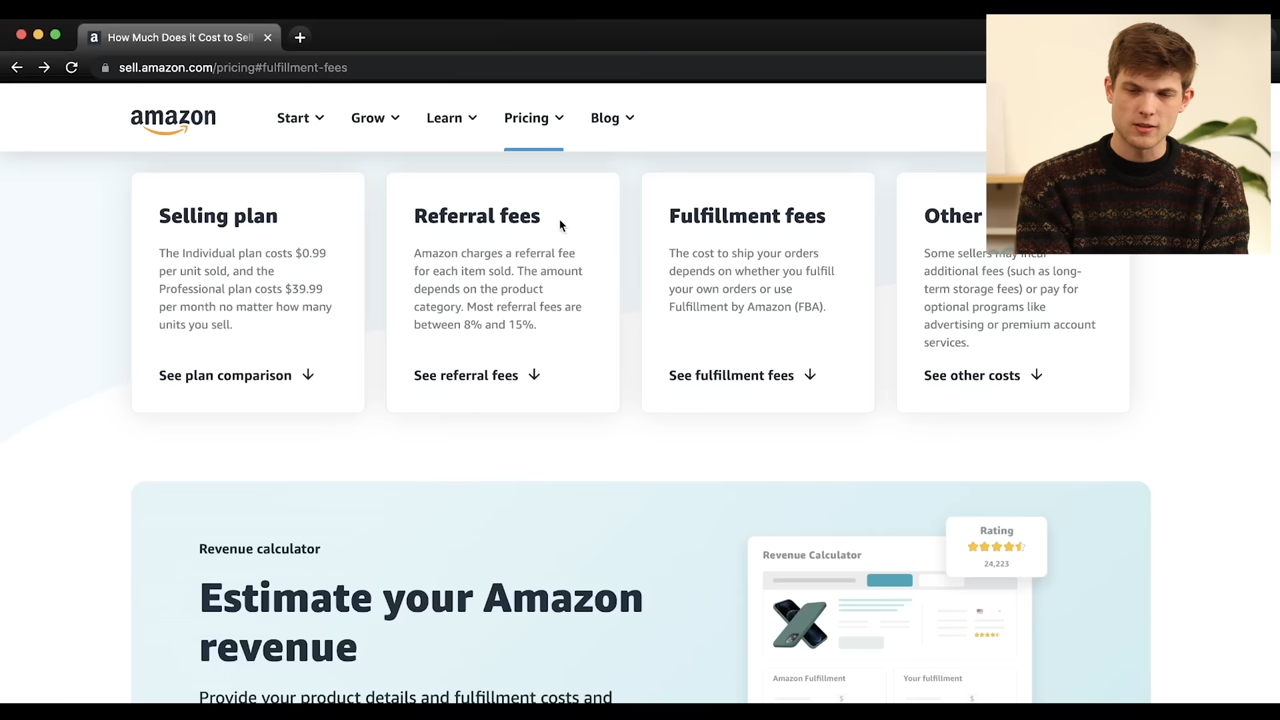 How Much Does it Cost to Sell
sell.amazon.com/pricing#fulfillment-fees
amazon
Start
Grow
Learn
Pricing
Blog
Selling plan
The Individual plan costs $0.99
per unit sold, and the
Professional plan costs $39.99
per month no matter how many
units you sell.
See plan comparison
Referral fees
Amazon charges a referral fee
for each item sold. The amount
depends on the product
category. Most referral fees are
between 8% and 15%.
See referral fees
Fulfillment fees
The cost to ship your orders
depends on whether you fulfill
your own orders or use
Fulfillment by Amazon (FBA).
See fulfillment fees
Other
Some sellers may incur
additional fees (such as long-
term storage fees) or pay for
optional programs like
advertising or premium account
services.
See other costs
Revenue calculator
Estimate your Amazon
revenue
Provide your product details and fulfillment costs and
Rating
24,223
Revenue Calculator
Amazon Fulfillment
Your fulfillment
$
$